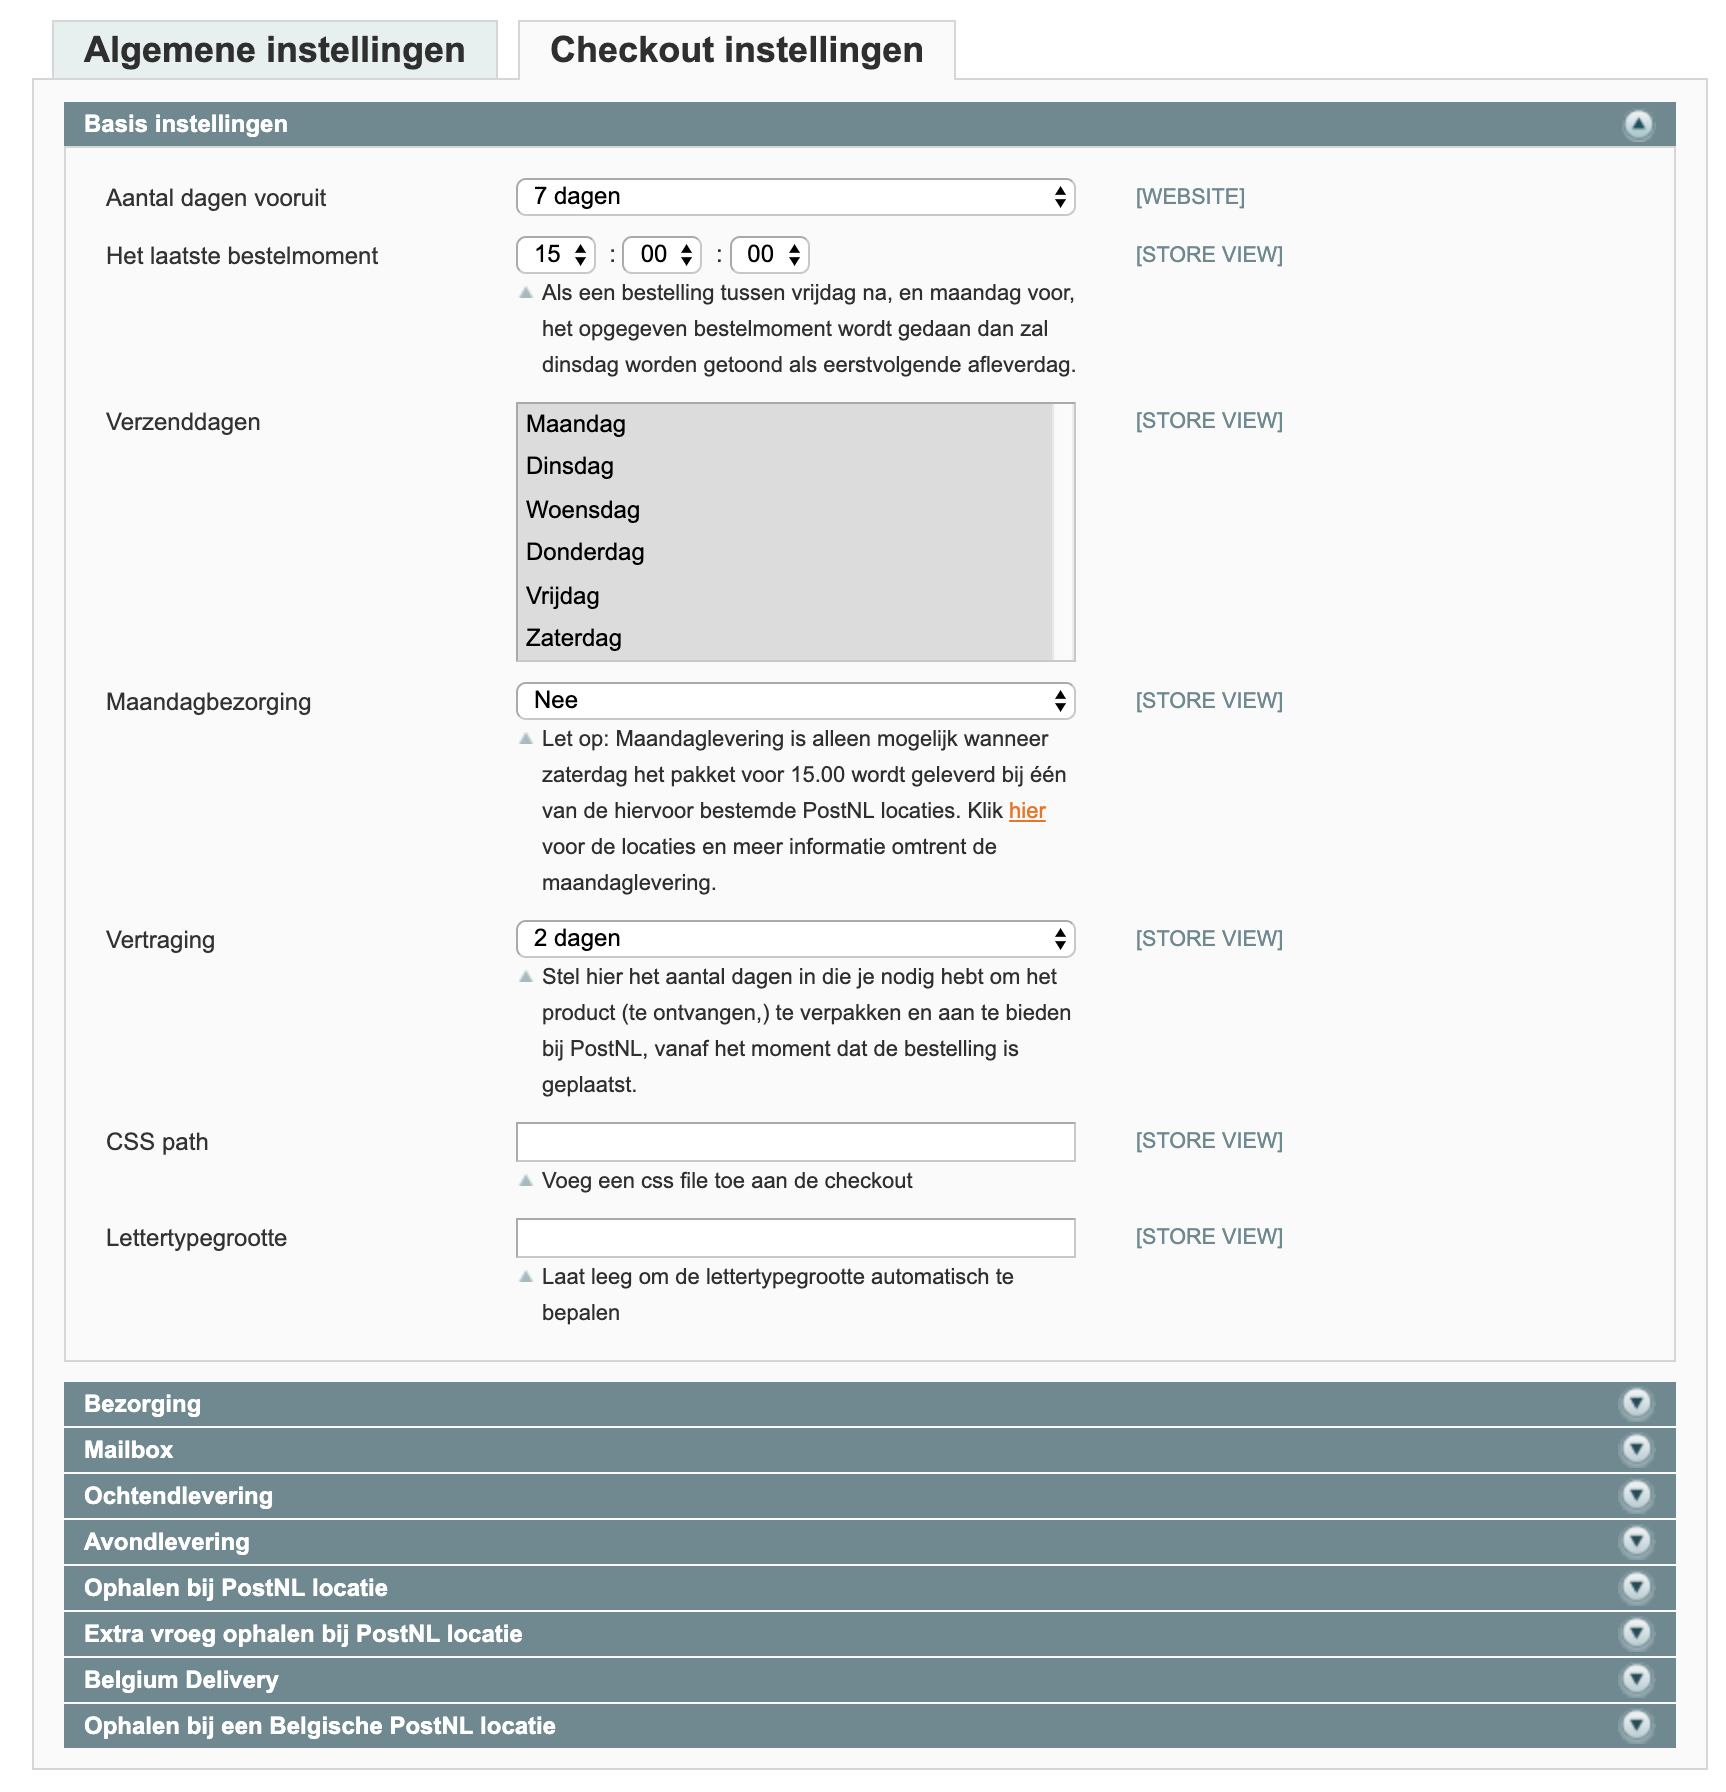 Algemene instellingen
Checkout instellingen
Basis instellingen
Aantal dagen vooruit
7 dagen
[WEBSITE]
Het laatste bestelmoment
15 : 00 : 00
[STORE VIEW]
Als een bestelling tussen vrijdag na, en maandag voor,
het opgegeven bestelmoment wordt gedaan dan zal
dinsdag worden getoond als eerstvolgende afleverdag.
Verzenddagen
Maandag
Dinsdag
Woensdag
Donderdag
Vrijdag
Zaterdag
[STORE VIEW]
Maandagbezorging
Nee
[STORE VIEW]
Let op: Maandaglevering is alleen mogelijk wanneer
zaterdag het pakket voor 15.00 wordt geleverd bij één
van de hiervoor bestemde PostNL locaties. Klik hier
voor de locaties en meer informatie omtrent de
maandaglevering.
Vertraging
2 dagen
[STORE VIEW]
Stel hier het aantal dagen in die je nodig hebt om het
product (te ontvangen,) te verpakken en aan te bieden
bij PostNL, vanaf het moment dat de bestelling is
geplaatst.
CSS path
[STORE VIEW]
Voeg een css file toe aan de checkout
Lettertypegrootte
[STORE VIEW]
Laat leeg om de lettertypegrootte automatisch te
bepalen
Bezorging
Mailbox
Ochtendlevering
Avondlevering
Ophalen bij PostNL locatie
Extra vroeg ophalen bij PostNL locatie
Belgium Delivery
Ophalen bij een Belgische PostNL locatie